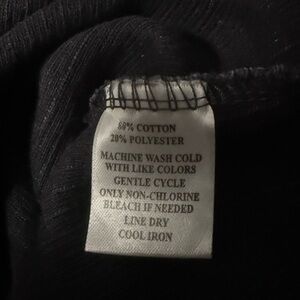 80% COTTON
20% POLYESTER
MACHINE WASH COLD
WITH LIKE COLORS
GENTLE CYCLE
ONLY NON-CHLORINE
BLEACH IF NEEDED
LINE DRY
COOL IRON